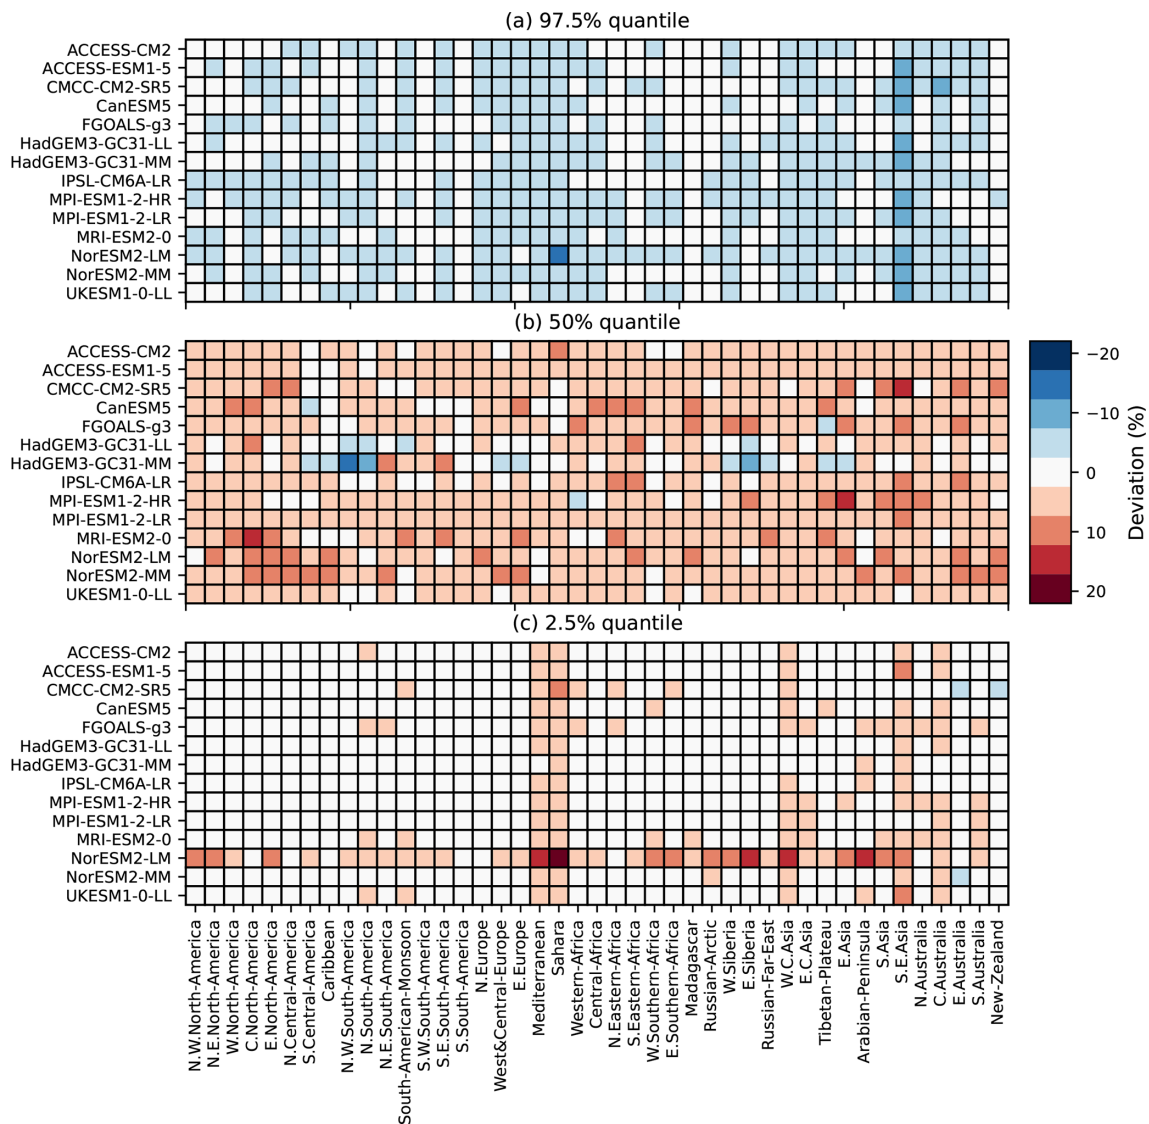 (a) 97.5% quantile
ACCESS-CM2
ACCESS-ESM1-5
CMCC-CM2-SR5
CanESM5
FGOALS-g3
HadGEM3-GC31-LL
HadGEM3-GC31-MM
IPSL-CM6A-LR
MPI-ESM1-2-HR
MPI-ESM1-2-LR
MRI-ESM2-0
NorESM2-LM
NorESM2-MM
UKESM1-0-LL
(b) 50% quantile
ACCESS-CM2
ACCESS-ESM1-5
CMCC-CM2-SR5
CanESM5
FGOALS-g3
HadGEM3-GC31-LL
HadGEM3-GC31-MM
IPSL-CM6A-LR
MPI-ESM1-2-HR
MPI-ESM1-2-LR
MRI-ESM2-0
NorESM2-LM
NorESM2-MM
UKESM1-0-LL
−20
−10
0
10
20
Deviation (%)
(c) 2.5% quantile
ACCESS-CM2
ACCESS-ESM1-5
CMCC-CM2-SR5
CanESM5
FGOALS-g3
HadGEM3-GC31-LL
HadGEM3-GC31-MM
IPSL-CM6A-LR
MPI-ESM1-2-HR
MPI-ESM1-2-LR
MRI-ESM2-0
NorESM2-LM
NorESM2-MM
UKESM1-0-LL
N.W.North-America
N.E.North-America
W.North-America
C.North-America
E.North-America
N.Central-America
S.Central-America
Caribbean
N.W.South-America
N.South-America
N.E.South-America
South-American-Monsoon
S.W.South-America
S.E.South-America
S.South-America
N.Europe
West&Central-Europe
E.Europe
Mediterranean
Sahara
Western-Africa
Central-Africa
N.Eastern-Africa
S.Eastern-Africa
W.Southern-Africa
E.Southern-Africa
Madagascar
Russian-Arctic
W.Siberia
E.Siberia
Russian-Far-East
W.C.Asia
E.C.Asia
Tibetan-Plateau
E.Asia
Arabian-Peninsula
S.Asia
S.E.Asia
N.Australia
C.Australia
E.Australia
S.Australia
New-Zealand